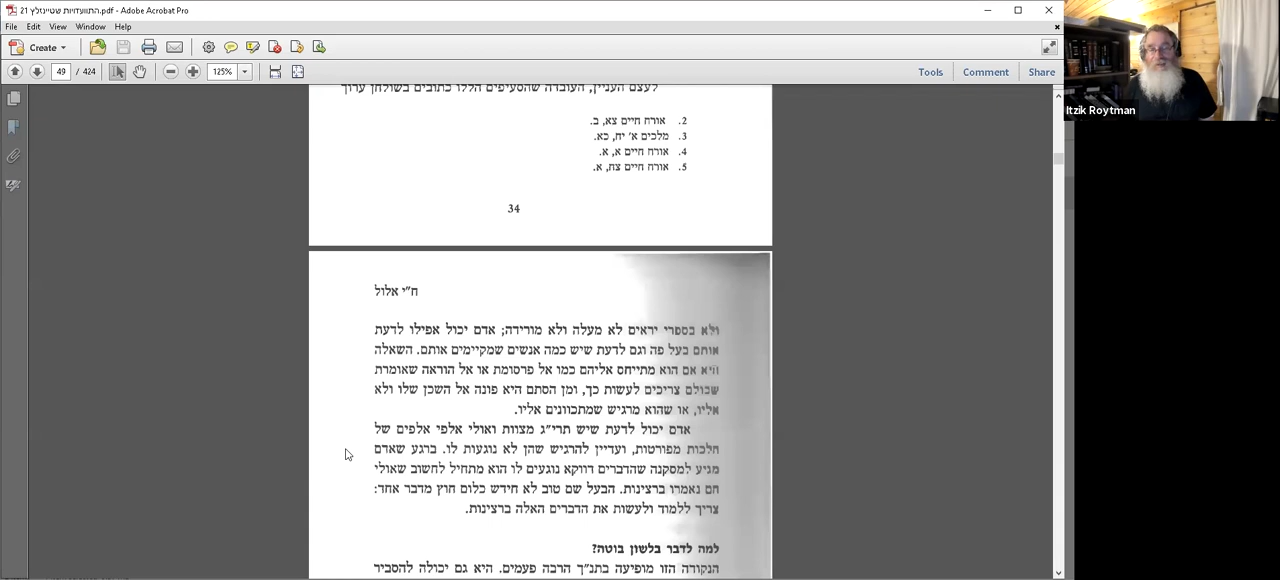 התוועדויות שטיינזלץ 21.pdf - Adobe Acrobat Pro
File Edit View Window Help
Create
49 / 424 125% Tools Comment Share
Itzik Roytman
לעצם העניין, העובדה שהסעיפים הללו כתובים בשולחן ערוך
2. אורח חיים צא, ב.
3. מלכים א' יח, כא.
4. אורח חיים א, א.
5. אורח חיים צח, א.
34
ח"י אלול
ולא בספרי יראים לא מעלה ולא מורידה; אדם יכול אפילו לדעת
אותם בעל פה וגם לדעת שיש כמה אנשים שמקיימים אותם. השאלה
היא אם הוא מתייחס אליהם כמו אל פרסומת או אל הוראה שאומרת
שכולם צריכים לעשות כך, ומן הסתם היא פונה אל השכן שלו ולא
אליו, או שהוא מרגיש שמתכוונים אליו.
אדם יכול לדעת שיש תרי"ג מצוות ואולי אלפי אלפים של
הלכות מפורטות, ועדיין להרגיש שהן לא נוגעות לו. ברגע שאדם
מגיע למסקנה שהדברים דווקא נוגעים לו הוא מתחיל לחשוב שאולי
הם נאמרו ברצינות. הבעל שם טוב לא חידש כלום חוץ מדבר אחד:
צריך ללמוד ולעשות את הדברים האלה ברצינות.
למה לדבר בלשון בוטה?
הנקודה הזו מופיעה בתנ"ך הרבה פעמים. היא גם יכולה להסביר